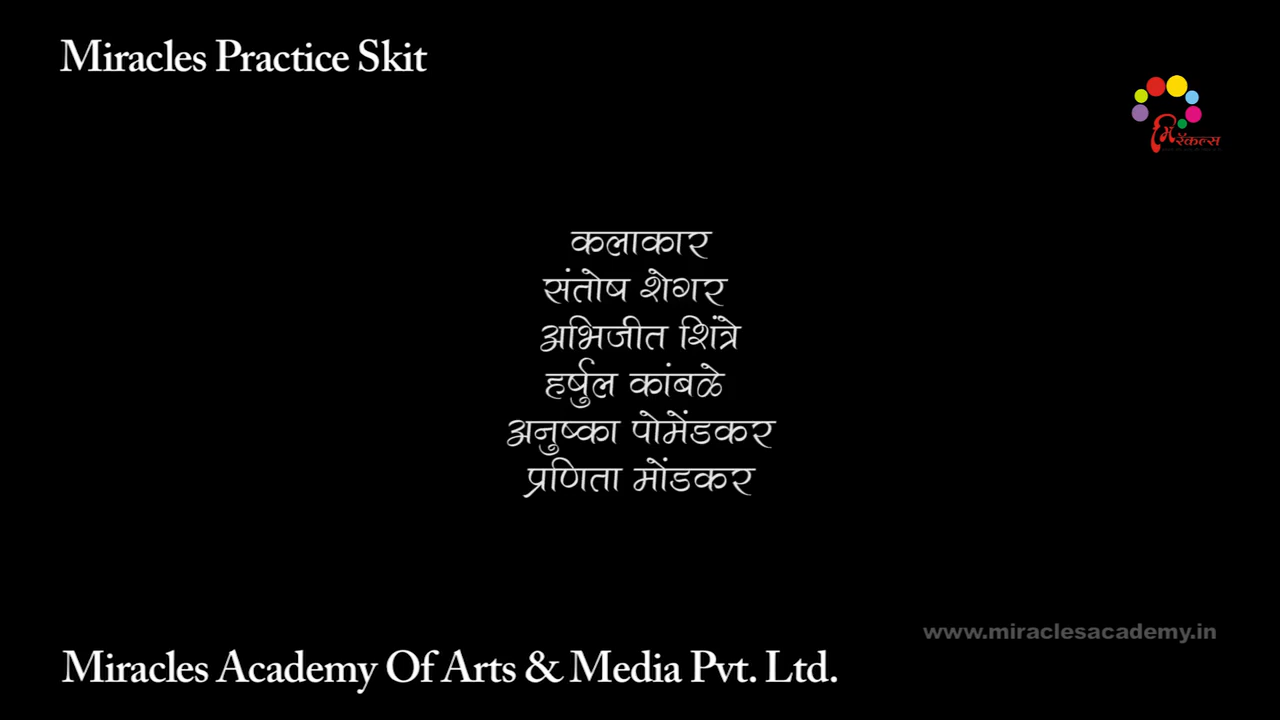 Miracles Practice Skit
मिरॅकल्स
कलाकार
संतोष शेगर
अभिजीत शिंत्रे
हर्षुल कांबळे
अनुष्का पोमेंडकर
प्रणिता मोंडकर
www.miraclesacademy.in
Miracles Academy Of Arts & Media Pvt. Ltd.